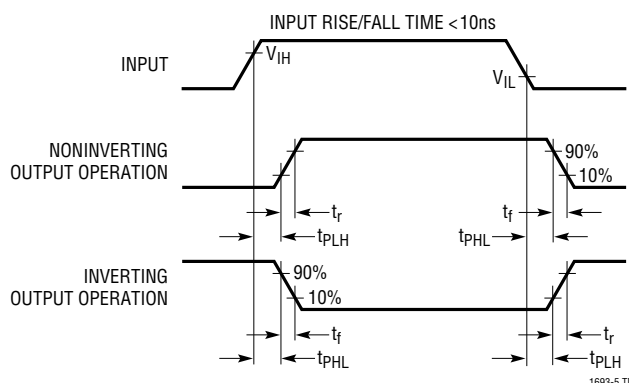 INPUT RISE/FALL TIME <10ns
INPUT
VIH
VIL
NONINVERTING
OUTPUT OPERATION
90%
10%
tr
tf
tPLH
tPHL
INVERTING
OUTPUT OPERATION
90%
10%
tf
tr
tPHL
tPLH